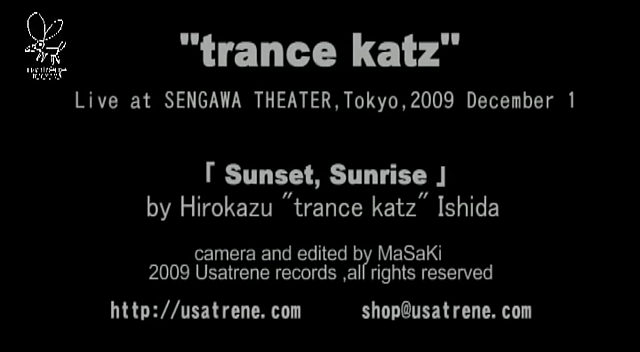 "trance katz"
Live at SENGAWA THEATER,Tokyo,2009 December 1
「 Sunset, Sunrise 」
by Hirokazu "trance katz" Ishida
camera and edited by MaSaKi
2009 Usatrene records ,all rights reserved
http://usatrene.com shop@usatrene.com